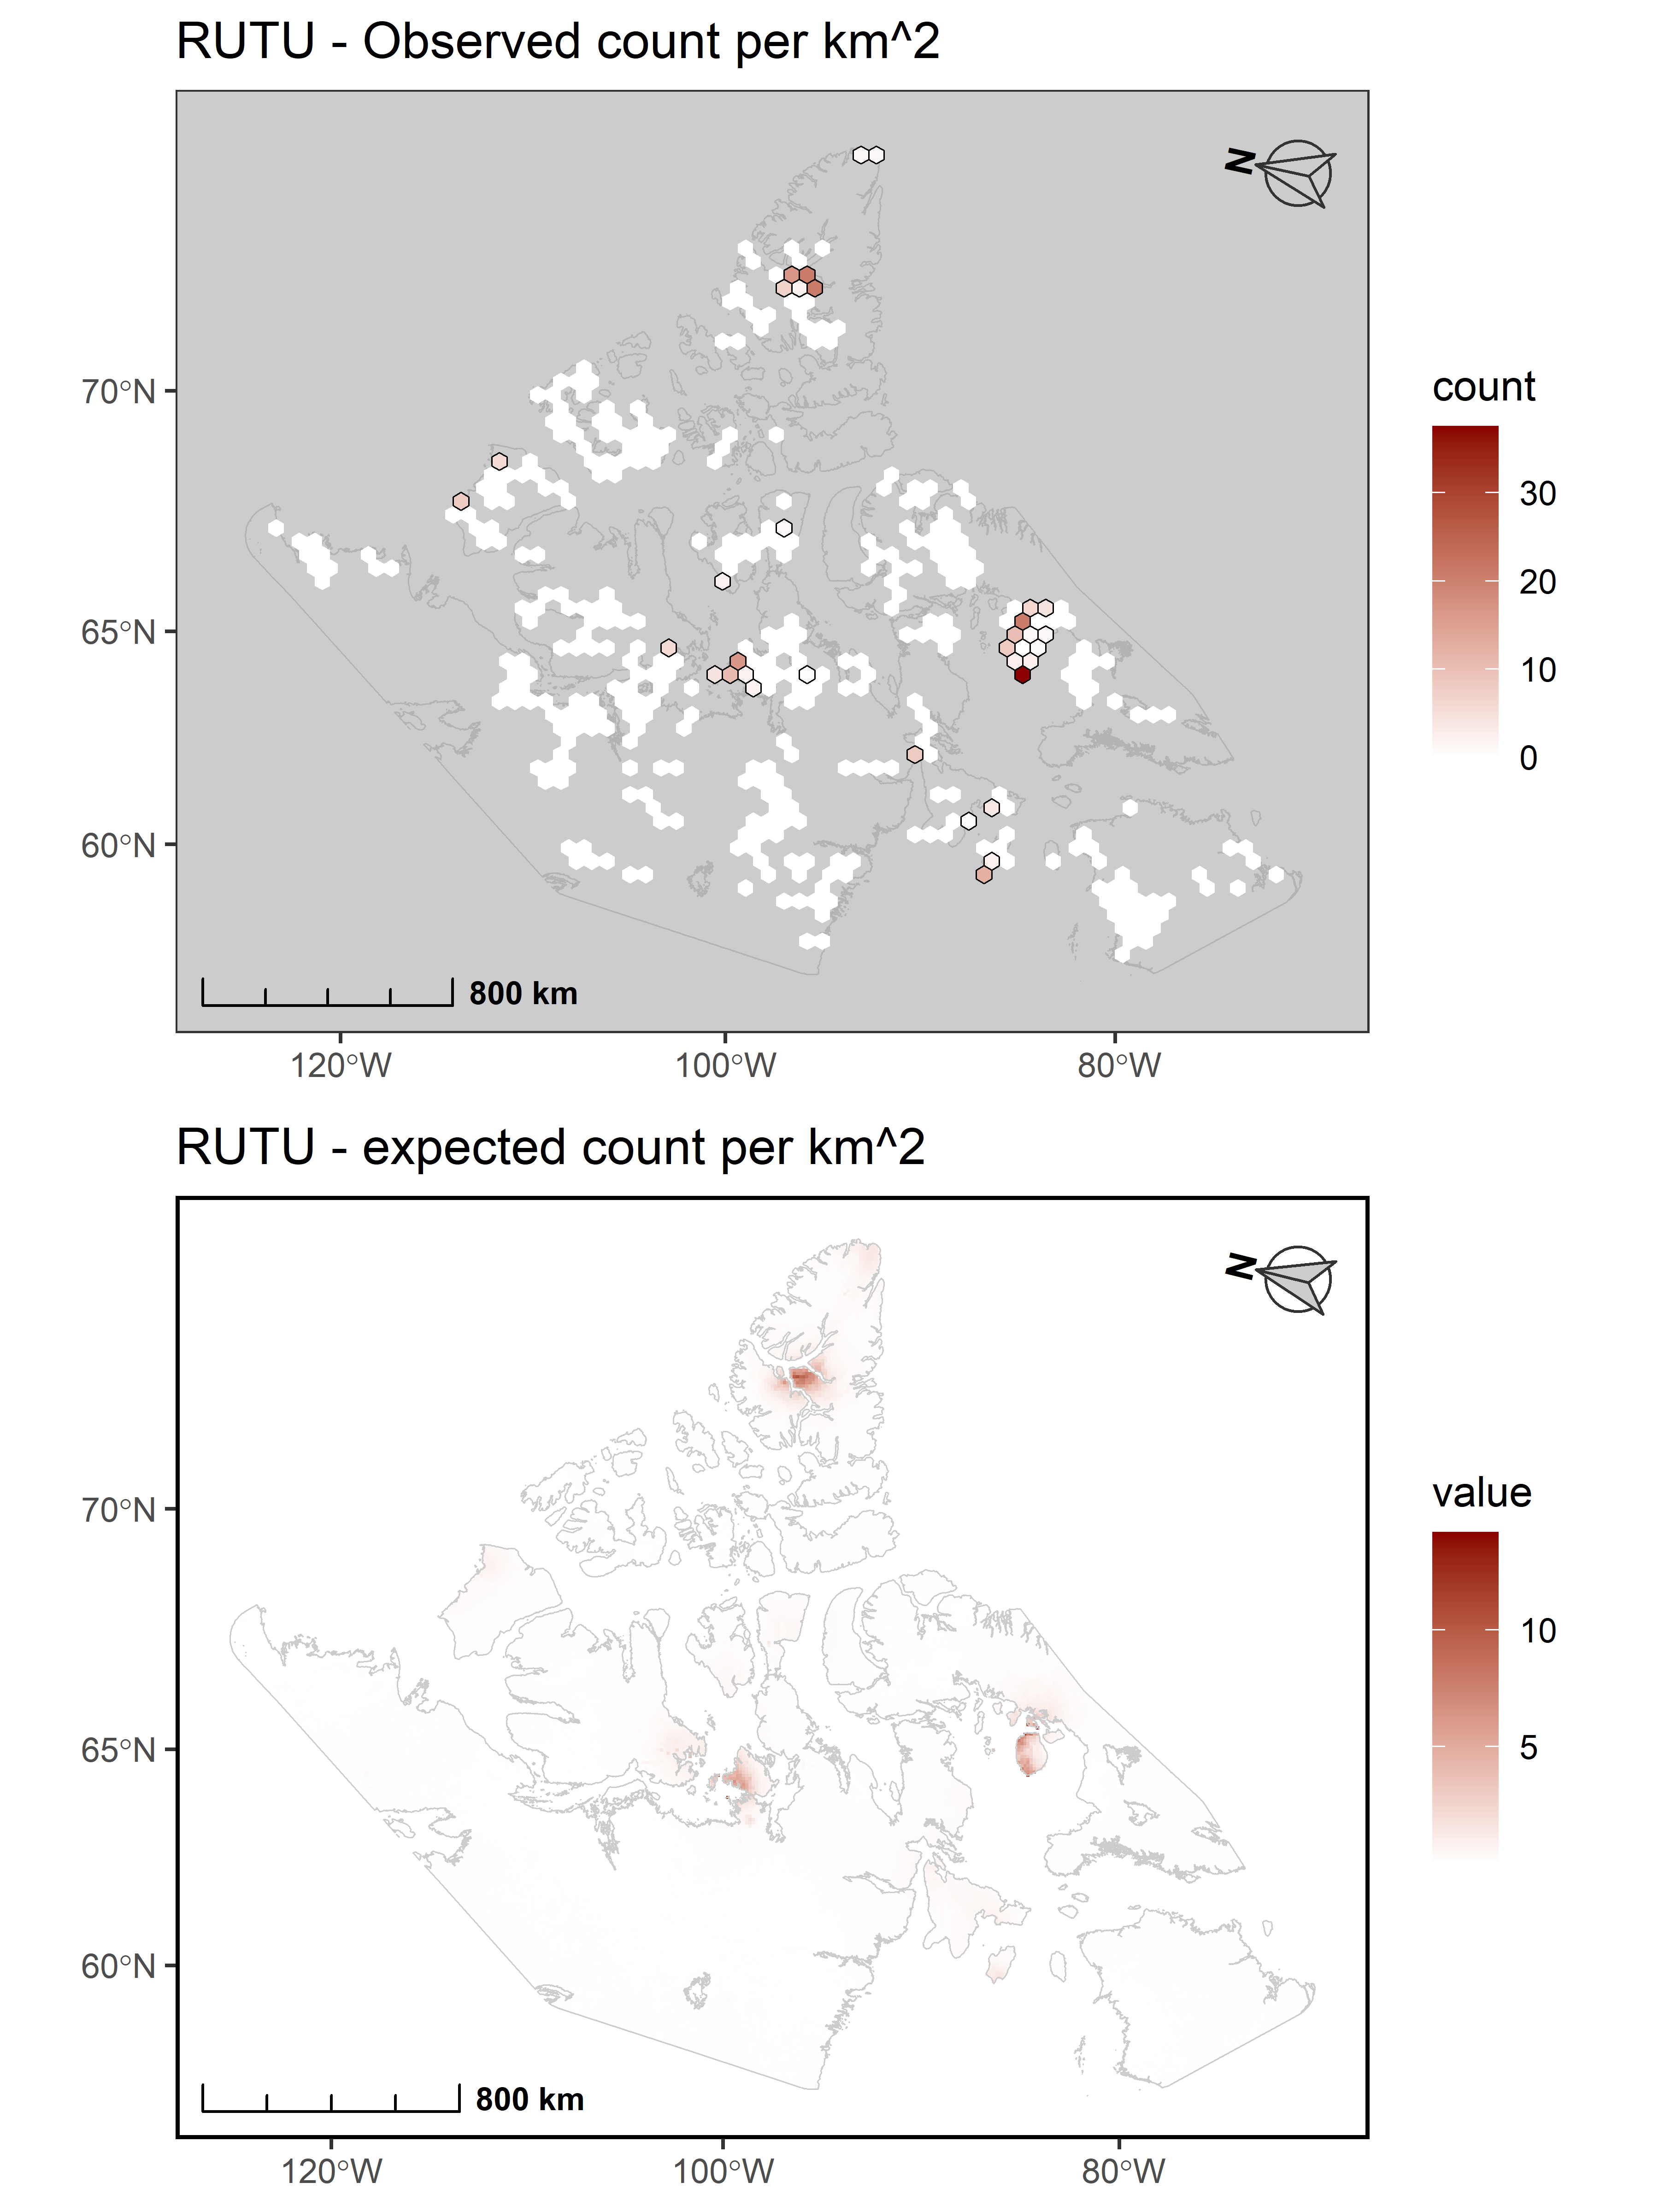 RUTU - Observed count per km^2
N
70°N
65°N
60°N
800 km
120°W 100°W 80°W
count
30
20
10
0
RUTU - expected count per km^2
N
70°N
65°N
60°N
800 km
120°W 100°W 80°W
value
10
5